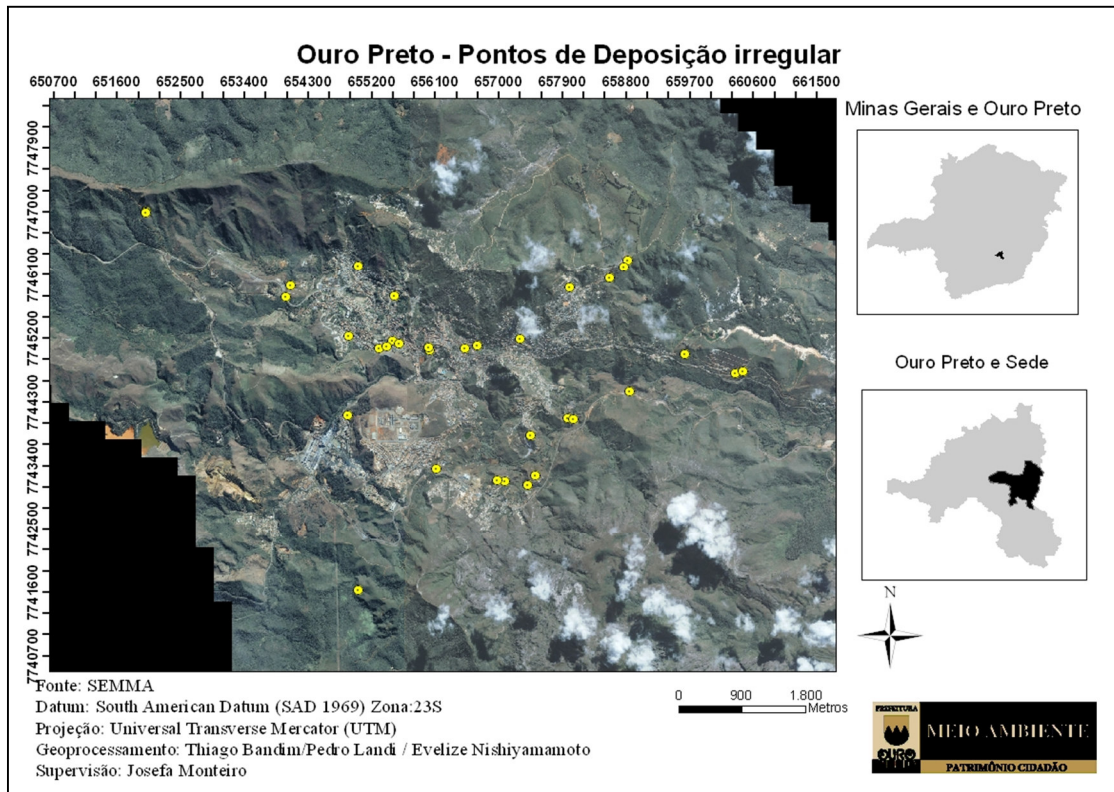 Ouro Preto - Pontos de Deposição irregular
650700 651600 652500 653400 654300 655200 656100 657000 657900 658800 659700 660600 661500
7747900
7747000
7746100
7745200
7744300
7743400
7742500
7741600
7740700
Minas Gerais e Ouro Preto
Ouro Preto e Sede
N
Fonte: SEMMA
Datum: South American Datum (SAD 1969) Zona:23S
Projeção: Universal Transverse Mercator (UTM)
Geoprocessamento: Thiago Bandim/Pedro Landi / Evelize Nishiyamamoto
Supervisão: Josefa Monteiro
0 900 1.800
Metros
PREFEITURA
OURO
MEIO AMBIENTE
PATRIMÔNIO CIDADÃO